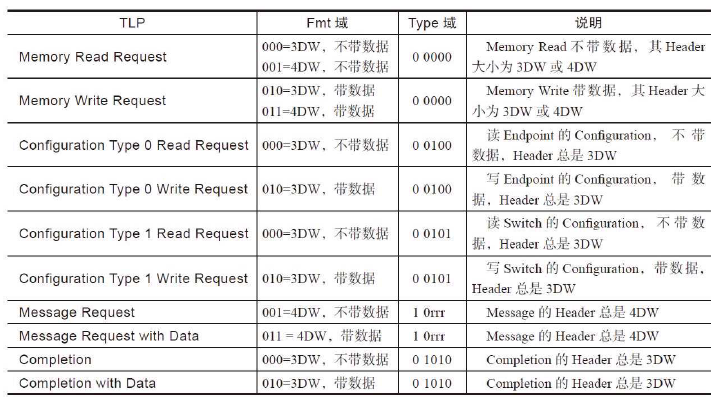 TLP Fmt 域 Type 域 说明
Memory Read Request 000=3DW，不带数据 001=4DW，不带数据 0 0000 Memory Read 不带数据，其 Header 大小为 3DW 或 4DW
Memory Write Request 010=3DW，带数据 011=4DW，带数据 0 0000 Memory Write 带数据，其 Header 大小为 3DW 或 4DW
Configuration Type 0 Read Request 000=3DW，不带数据 0 0100 读 Endpoint 的 Configuration，不带数据，Header 总是 3DW
Configuration Type 0 Write Request 010=3DW，带数据 0 0100 写 Endpoint 的 Configuration，带数据，Header 总是 3DW
Configuration Type 1 Read Request 000=3DW，不带数据 0 0101 读 Switch 的 Configuration，不带数据，Header 总是 3DW
Configuration Type 1 Write Request 010=3DW，带数据 0 0101 写 Switch 的 Configuration，带数据，Header 总是 3DW
Message Request 001=4DW，不带数据 1 0rrr Message 的 Header 总是 4DW
Message Request with Data 011 = 4DW，带数据 1 0rrr Message 的 Header 总是 4DW
Completion 000=3DW，不带数据 0 1010 Completion 的 Header 总是 3DW
Completion with Data 010=3DW，带数据 0 1010 Completion 的 Header 总是 3DW